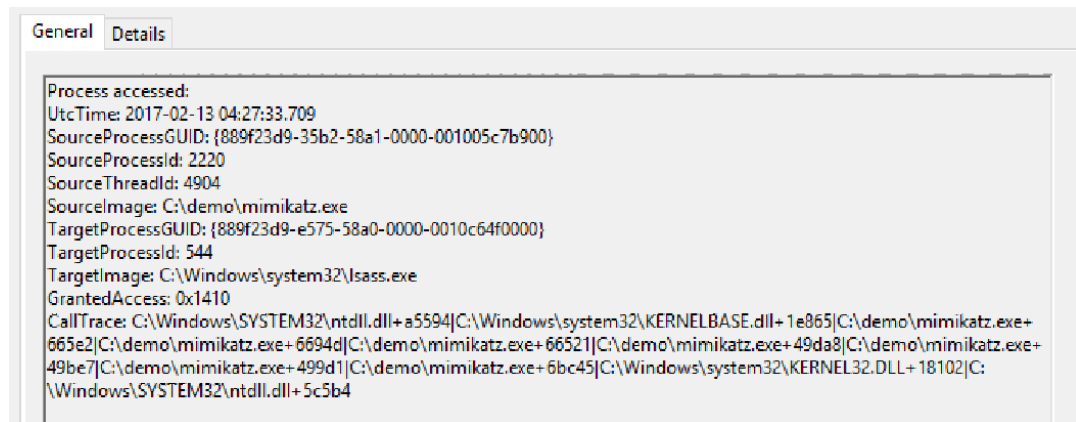 General Details
Process accessed:
UtcTime: 2017-02-13 04:27:33.709
SourceProcessGUID: {889f23d9-35b2-58a1-0000-001005c7b900}
SourceProcessId: 2220
SourceThreadId: 4904
SourceImage: C:\demo\mimikatz.exe
TargetProcessGUID: {889f23d9-e575-58a0-0000-0010c64f0000}
TargetProcessId: 544
TargetImage: C:\Windows\system32\lsass.exe
GrantedAccess: 0x1410
CallTrace: C:\Windows\SYSTEM32\ntdll.dll+a5594|C:\Windows\system32\KERNELBASE.dll+1e865|C:\demo\mimikatz.exe+
665e2|C:\demo\mimikatz.exe+6694d|C:\demo\mimikatz.exe+66521|C:\demo\mimikatz.exe+49da8|C:\demo\mimikatz.exe+
49be7|C:\demo\mimikatz.exe+499d1|C:\demo\mimikatz.exe+6bc45|C:\Windows\system32\KERNEL32.DLL+18102|C:
\Windows\SYSTEM32\ntdll.dll+5c5b4